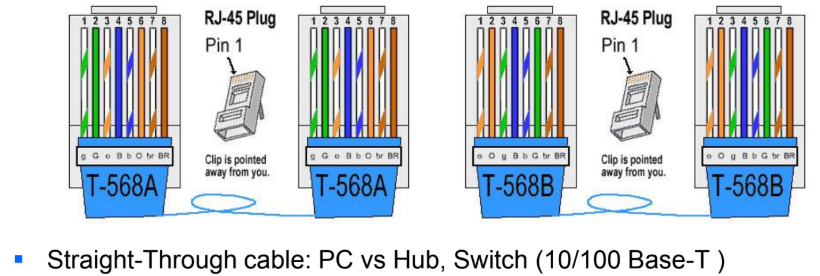 1 2 3 4 5 6 7 8
RJ-45 Plug
Pin 1
Clip is pointed
away from you.
g G o B b O br BR
T-568A
1 2 3 4 5 6 7 8
g G o B b O br BR
T-568A
1 2 3 4 5 6 7 8
RJ-45 Plug
Pin 1
Clip is pointed
away from you.
o O g B b G br BR
T-568B
1 2 3 4 5 6 7 8
o O g B b G br BR
T-568B
▪ Straight-Through cable: PC vs Hub, Switch (10/100 Base-T )